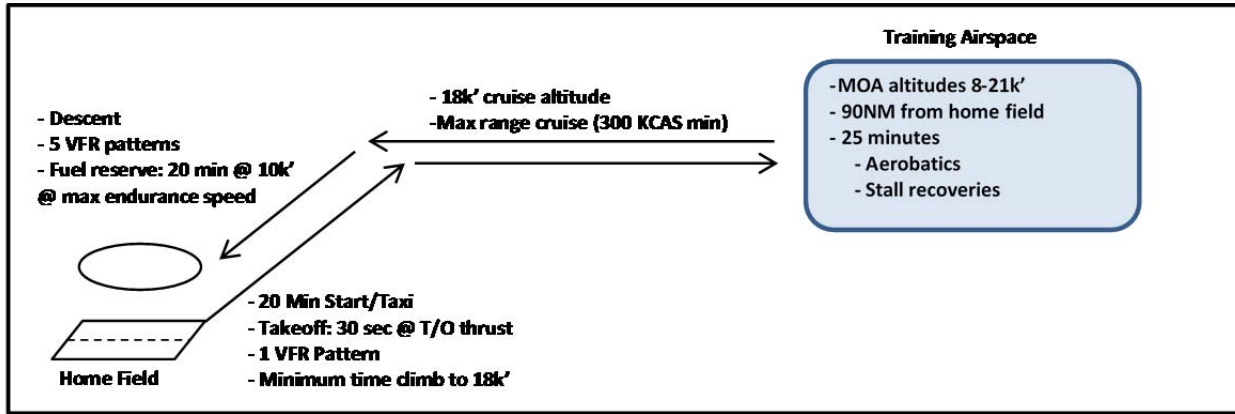 Training Airspace
-MOA altitudes 8-21k’
-90NM from home field
- 25 minutes
- Aerobatics
- Stall recoveries
- 18k’ cruise altitude
-Max range cruise (300 KCAS min)
- Descent
- 5 VFR patterns
- Fuel reserve: 20 min @ 10k’
@ max endurance speed
- 20 Min Start/Taxi
- Takeoff: 30 sec @ T/O thrust
- 1 VFR Pattern
- Minimum time climb to 18k’
Home Field